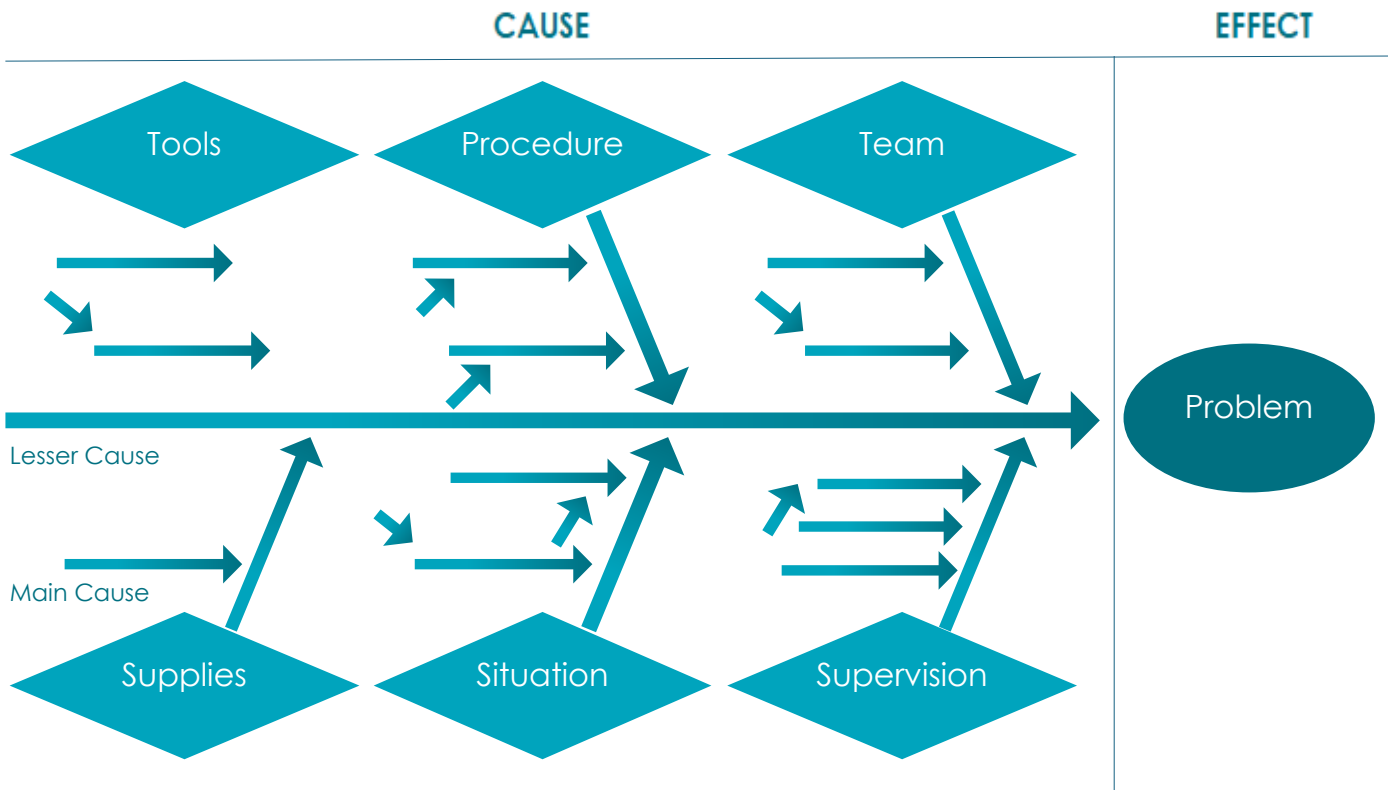 CAUSE
EFFECT
Tools
Procedure
Team
Problem
Lesser Cause
Main Cause
Supplies
Situation
Supervision